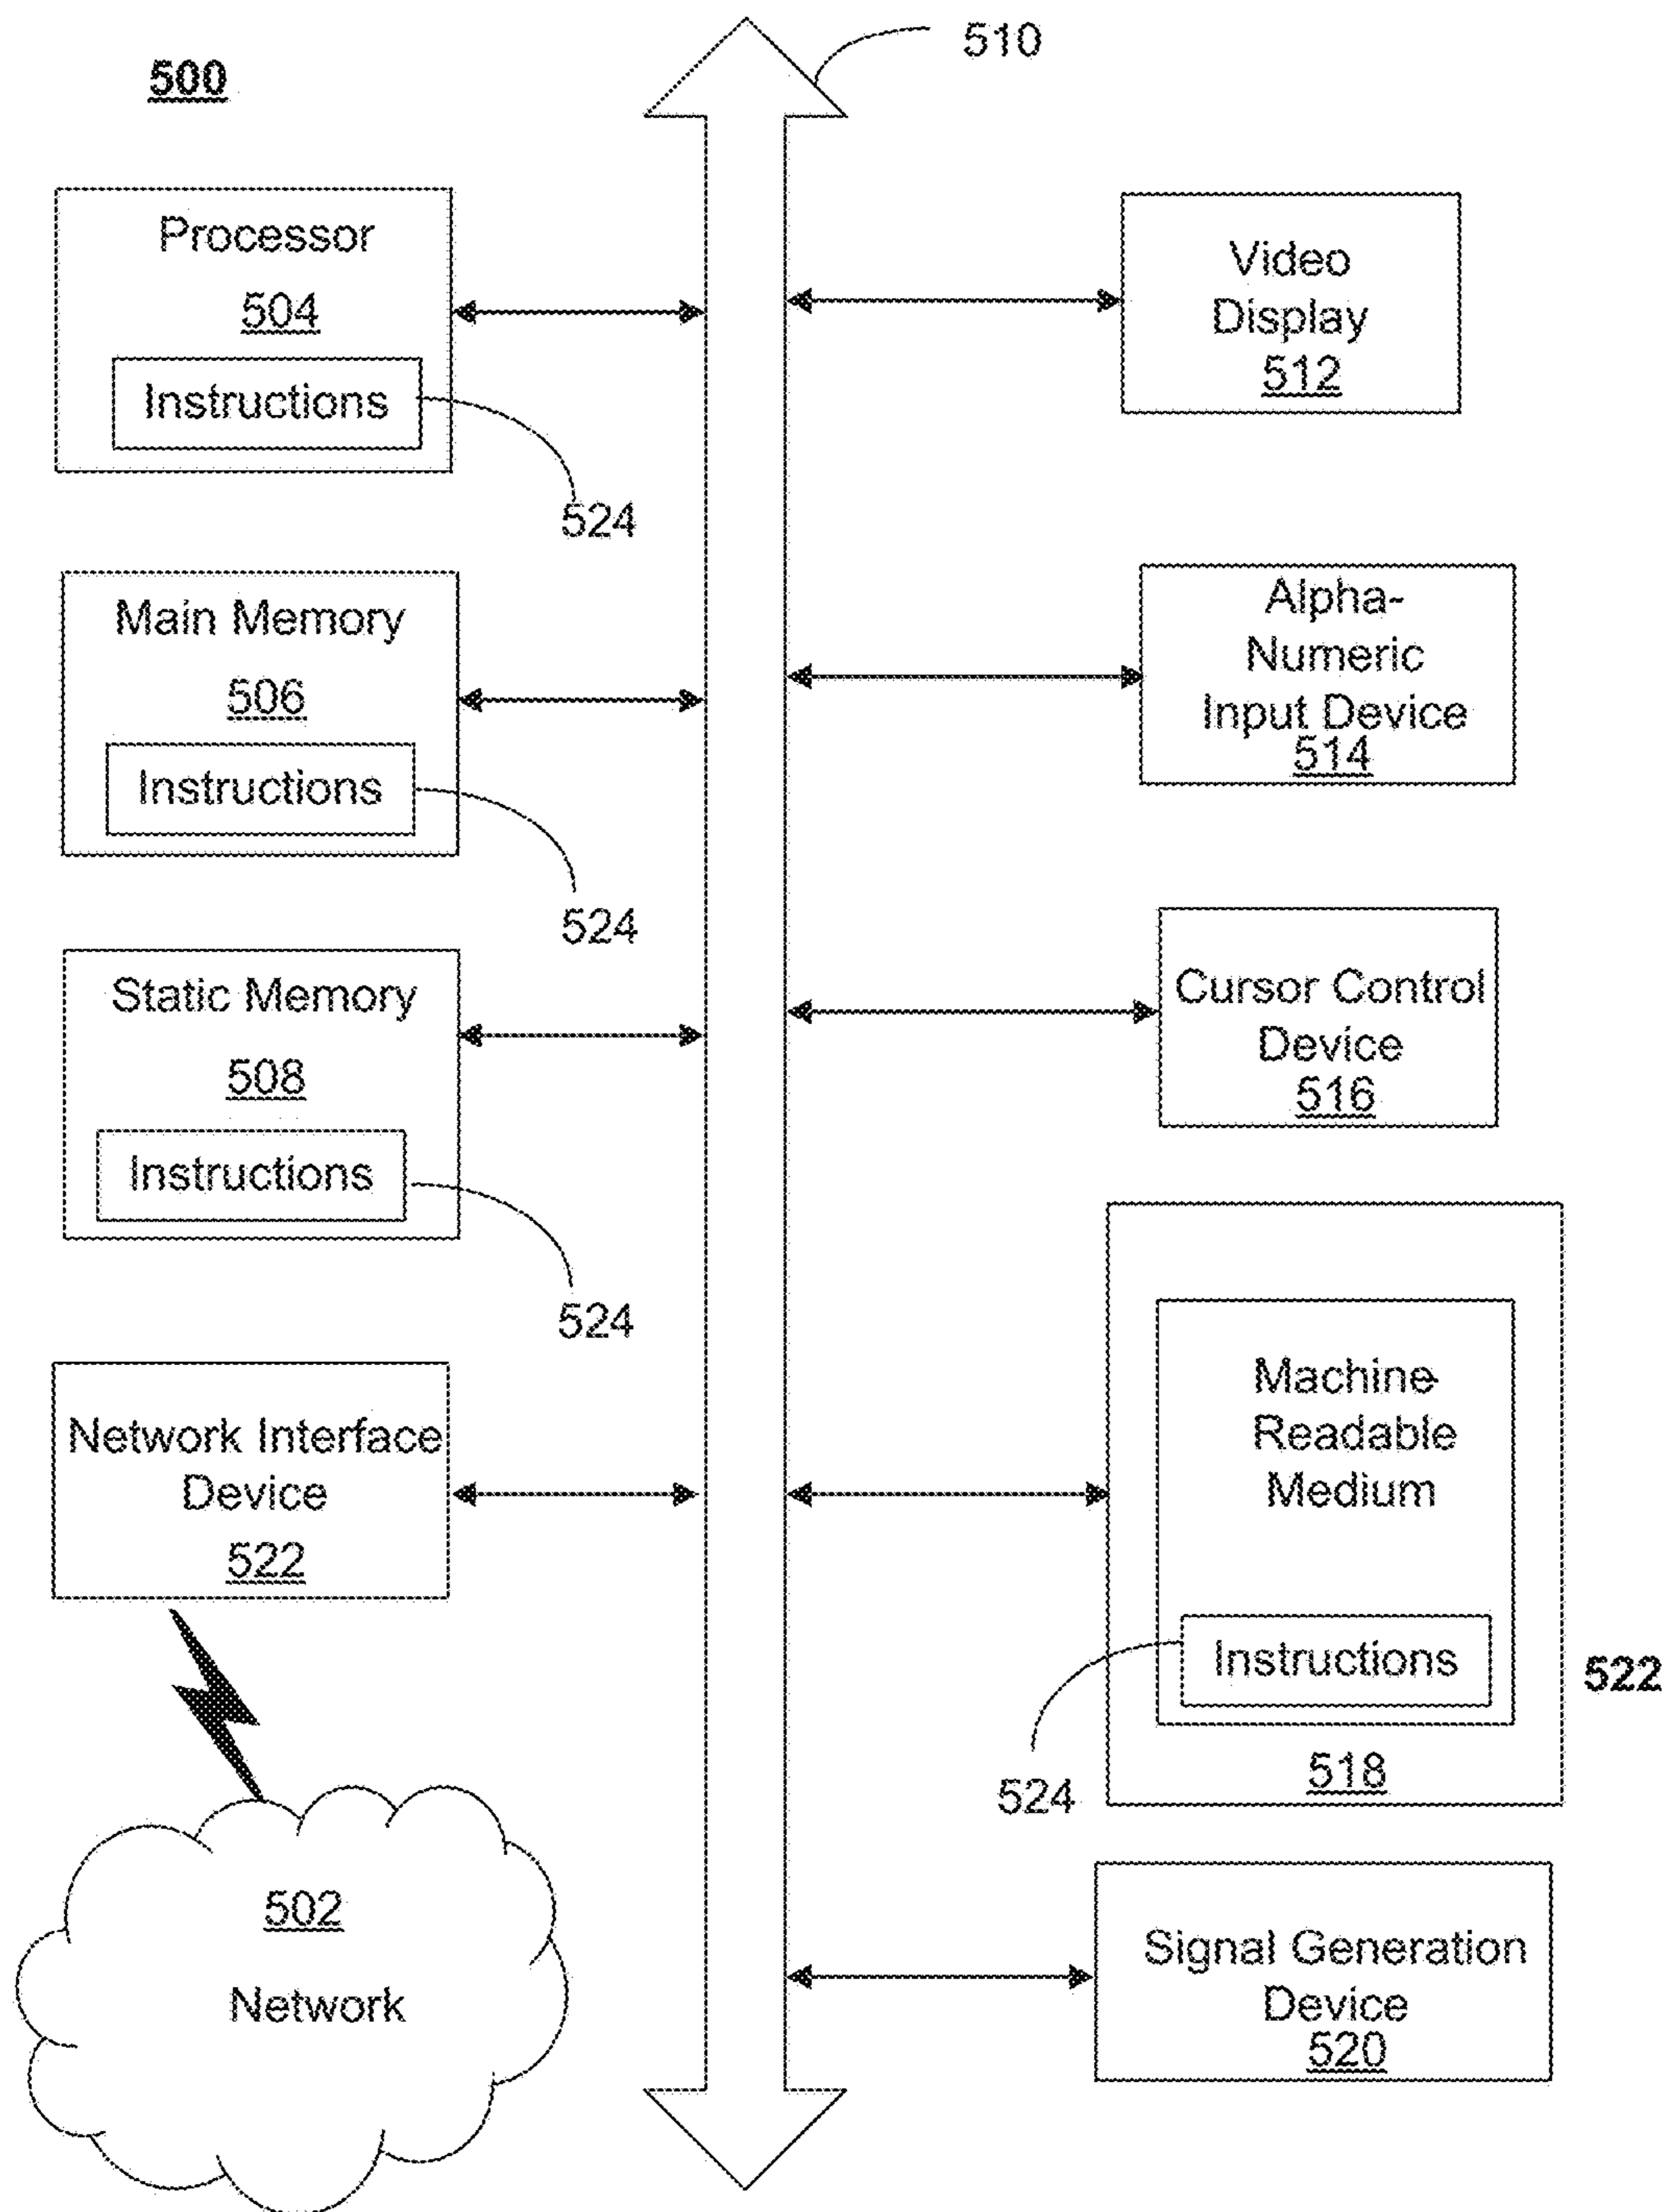 500
510
Processor
504
Instructions
524
Main Memory
506
Instructions
524
Static Memory
508
Instructions
524
Network Interface
Device
522
502
Network
Video
Display
512
Alpha-
Numeric
Input Device
514
Cursor Control
Device
516
Machine-
Readable
Medium
Instructions
524
518
522
Signal Generation
Device
520